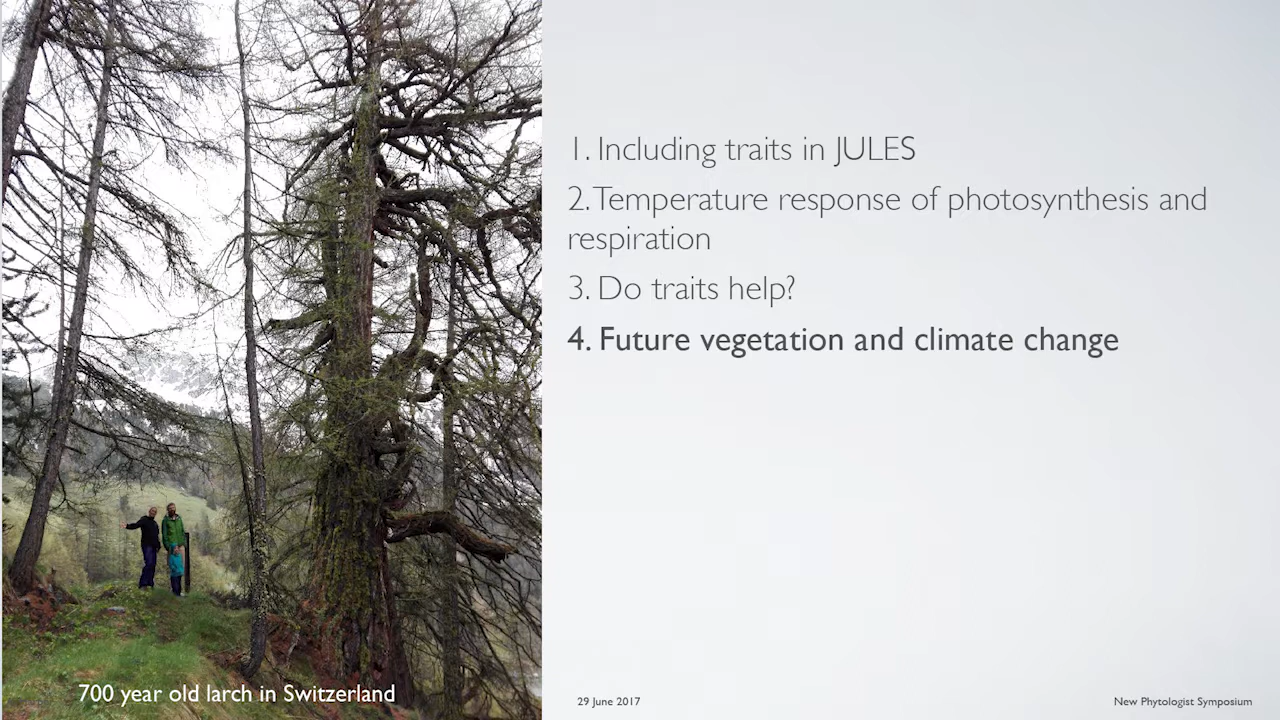 1. Including traits in JULES
2. Temperature response of photosynthesis and
respiration
3. Do traits help?
4. Future vegetation and climate change
700 year old larch in Switzerland
29 June 2017
New Phytologist Symposium